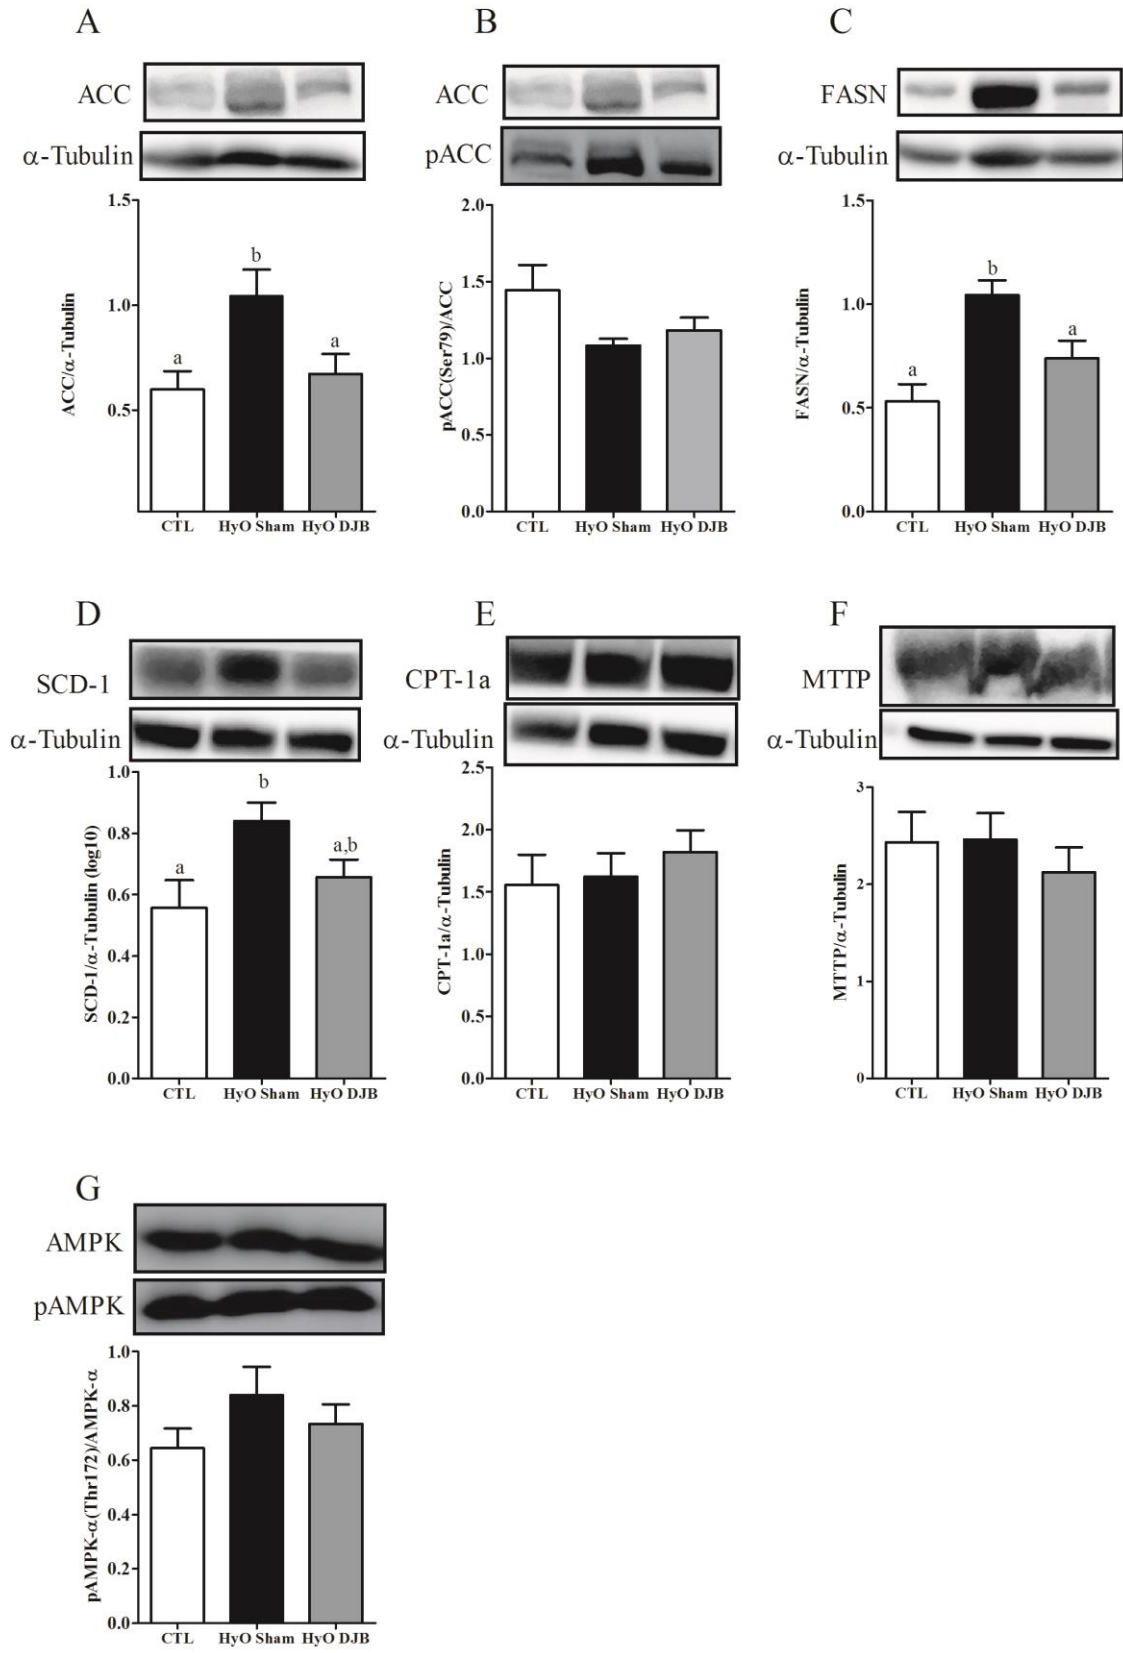 A
ACC
α-Tubulin
1.5
1.0
0.5
ACC/α-Tubulin
a
b
a
CTL HyO Sham HyO DJB
B
ACC
pACC
2.0
1.5
1.0
0.5
0.0
pACC(Ser79)/ACC
CTL HyO Sham HyO DJB
C
FASN
α-Tubulin
1.5
1.0
0.5
0.0
FASN/α-Tubulin
a
b
a
CTL HyO Sham HyO DJB
D
SCD-1
α-Tubulin
1.0
0.8
0.6
0.4
0.2
0.0
SCD-1/α-Tubulin (log10)
a
b
a,b
CTL HyO Sham HyO DJB
E
CPT-1a
α-Tubulin
2.5
2.0
1.5
1.0
0.5
0.0
CPT-1a/α-Tubulin
CTL HyO Sham HyO DJB
F
MTTP
α-Tubulin
3
2
1
0
MTTP/α-Tubulin
CTL HyO Sham HyO DJB
G
AMPK
pAMPK
1.0
0.8
0.6
0.4
0.2
0.0
pAMPK-α(Thr172)/AMPK-α
CTL HyO Sham HyO DJB